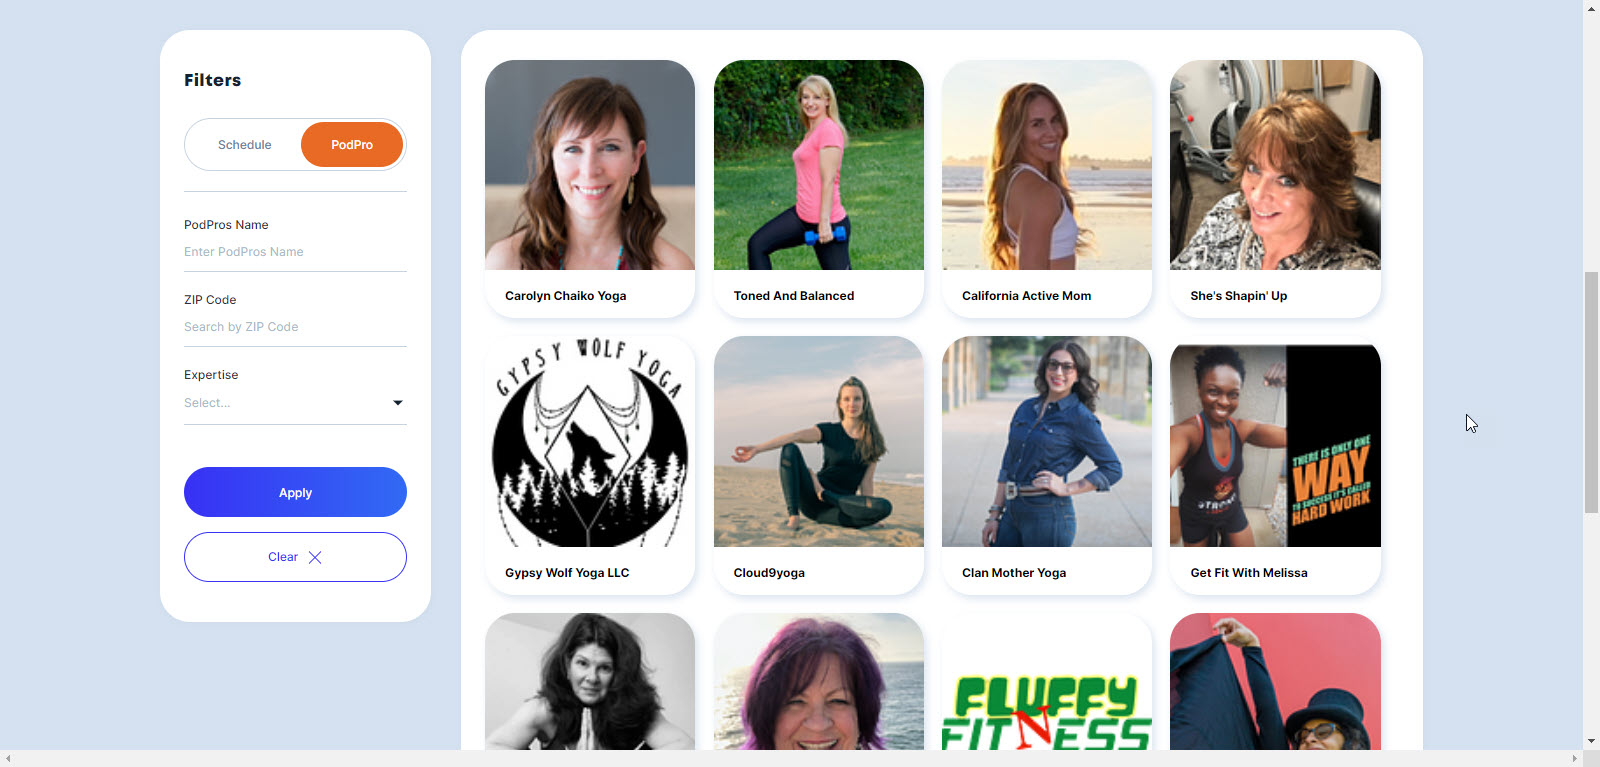 Filters
Schedule
PodPro
PodPros Name
Enter PodPros Name
ZIP Code
Search by ZIP Code
Expertise
Select...
Apply
Clear
Carolyn Chaiko Yoga
Toned And Balanced
California Active Mom
She's Shapin' Up
GYPSY WOLF YOGA
THERE IS ONLY ONE
WAY
TO SUCCESS IT'S CALLED
HARD WORK
Gypsy Wolf Yoga LLC
Cloud9yoga
Clan Mother Yoga
Get Fit With Melissa
FLUFFY
FITNESS